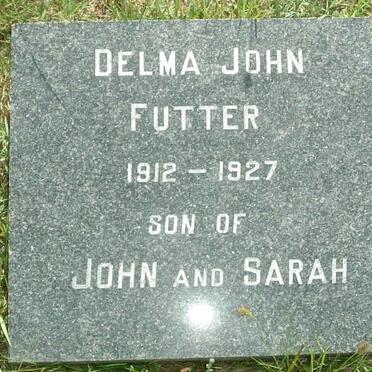 DELMA JOHN
FUTTER
1912 – 1927
SON OF
JOHN AND SARAH